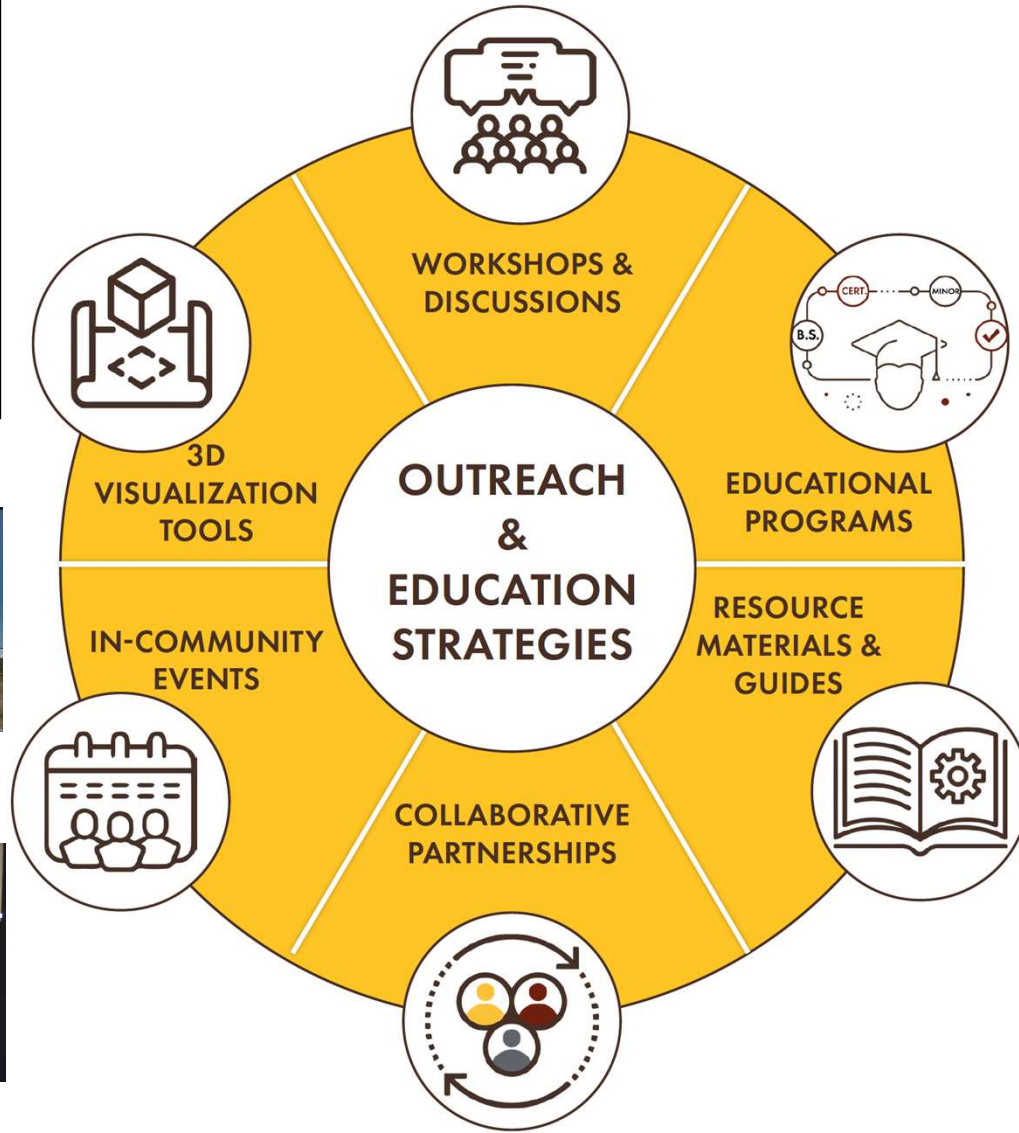 WORKSHOPS &
DISCUSSIONS
CERT.
MINOR
B.S.
EDUCATIONAL
PROGRAMS
RESOURCE
MATERIALS &
GUIDES
COLLABORATIVE
PARTNERSHIPS
IN-COMMUNITY
EVENTS
3D
VISUALIZATION
TOOLS
OUTREACH
&
EDUCATION
STRATEGIES